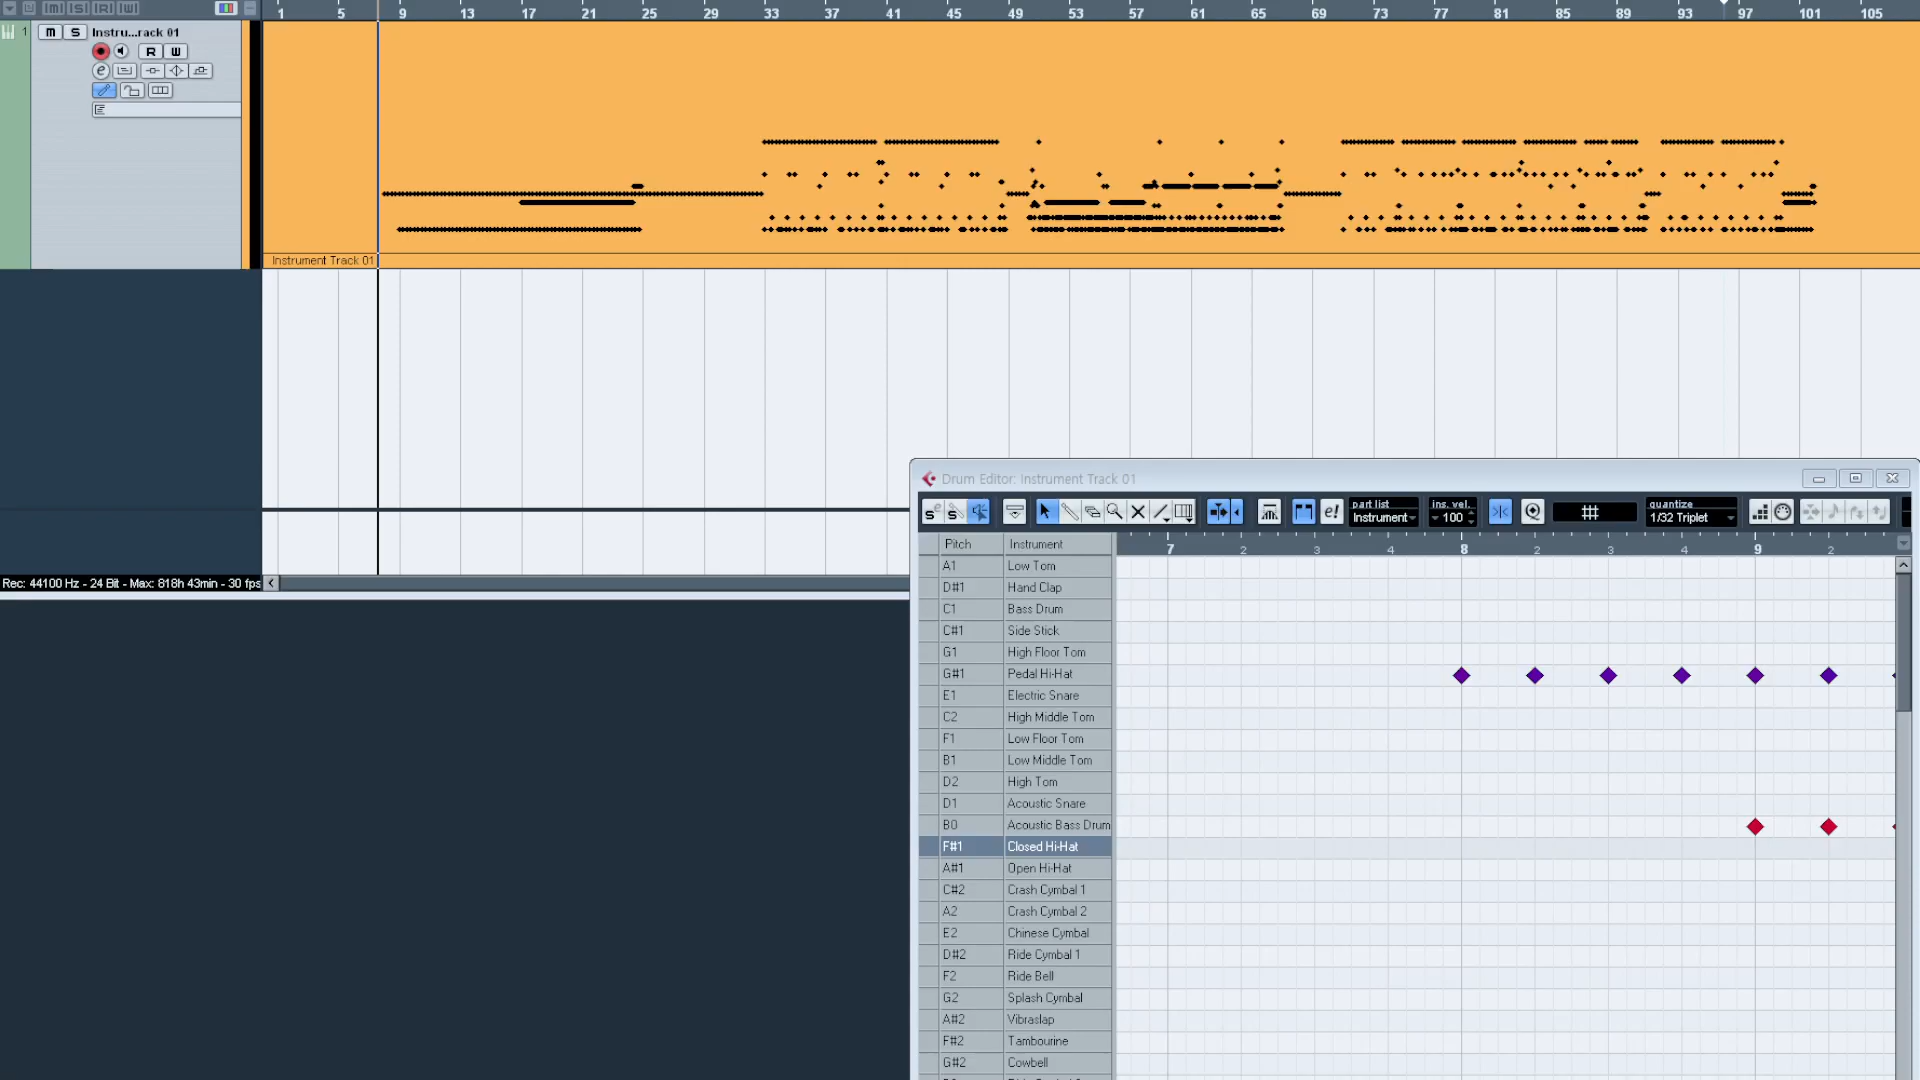 1 5 9 13 17 21 25 29 33 37 41 45 49 53 57 61 65 69 73 77 81 85 89 93 97 101 105
1 m S Instru...rack 01
R W
Instrument Track 01
Rec: 44100 Hz - 24 Bit - Max: 818h 43min - 30 fps
Drum Editor: Instrument Track 01
part list ins. vel. quantize
Instrument 100 1/32 Triplet
Pitch Instrument 7 2 3 4 8 2 3 4 9 2
A1 Low Tom
D#1 Hand Clap
C1 Bass Drum
C#1 Side Stick
G1 High Floor Tom
G#1 Pedal Hi-Hat
E1 Electric Snare
C2 High Middle Tom
F1 Low Floor Tom
B1 Low Middle Tom
D2 High Tom
D1 Acoustic Snare
B0 Acoustic Bass Drum
F#1 Closed Hi-Hat
A#1 Open Hi-Hat
C#2 Crash Cymbal 1
A2 Crash Cymbal 2
E2 Chinese Cymbal
D#2 Ride Cymbal 1
F2 Ride Bell
G2 Splash Cymbal
A#2 Vibraslap
F#2 Tambourine
G#2 Cowbell